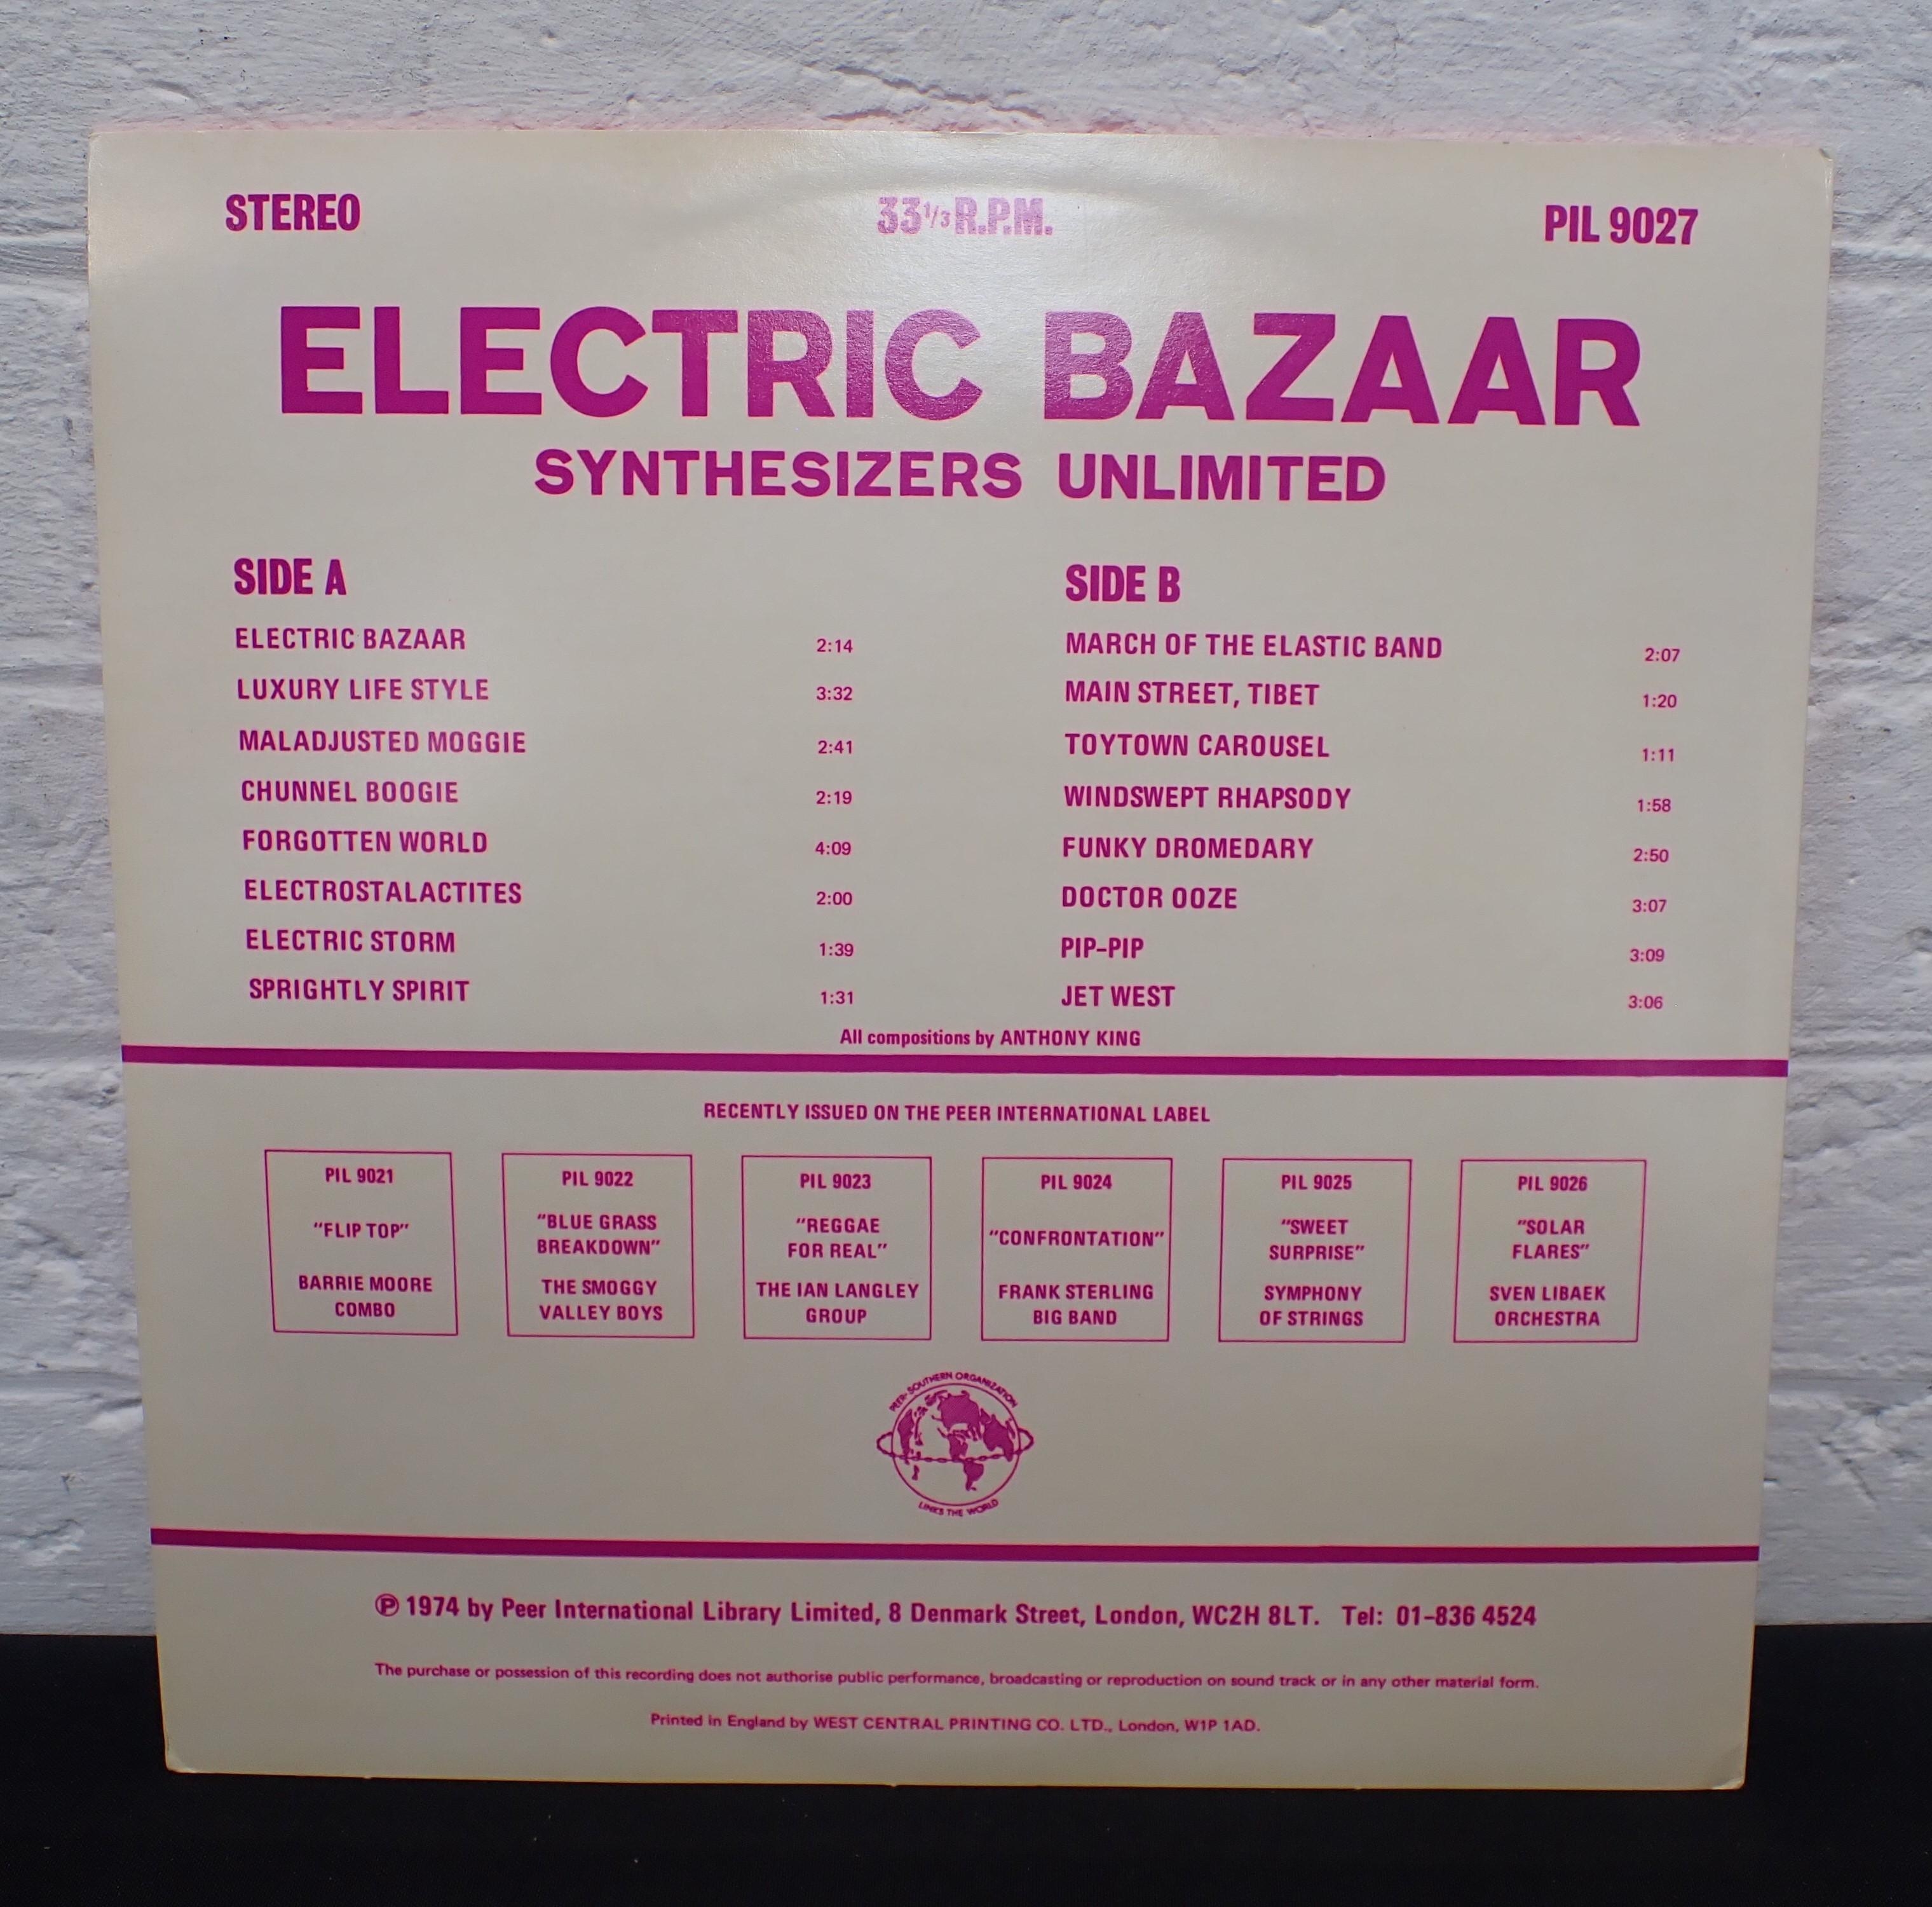 STEREO 33⅓ R.P.M. PIL 9027
ELECTRIC BAZAAR
SYNTHESIZERS UNLIMITED
SIDE A
ELECTRIC BAZAAR 2:14
LUXURY LIFE STYLE 3:32
MALADJUSTED MOGGIE 2:41
CHUNNEL BOOGIE 2:19
FORGOTTEN WORLD 4:09
ELECTROSTALACTITES 2:00
ELECTRIC STORM 1:39
SPRIGHTLY SPIRIT 1:31
SIDE B
MARCH OF THE ELASTIC BAND 2:07
MAIN STREET, TIBET 1:20
TOYTOWN CAROUSEL 1:11
WINDSWEPT RHAPSODY 1:58
FUNKY DROMEDARY 2:50
DOCTOR OOZE 3:07
PIP-PIP 3:09
JET WEST 3:06
All compositions by ANTHONY KING
RECENTLY ISSUED ON THE PEER INTERNATIONAL LABEL
PIL 9021
"FLIP TOP"
BARRIE MOORE
COMBO
PIL 9022
"BLUE GRASS
BREAKDOWN"
THE SMOGGY
VALLEY BOYS
PIL 9023
"REGGAE
FOR REAL"
THE IAN LANGLEY
GROUP
PIL 9024
"CONFRONTATION"
FRANK STERLING
BIG BAND
PIL 9025
"SWEET
SURPRISE"
SYMPHONY
OF STRINGS
PIL 9026
"SOLAR
FLARES"
SVEN LIBAEK
ORCHESTRA
PEER-SOUTHERN ORGANIZATION
LINKS THE WORLD
℗ 1974 by Peer International Library Limited, 8 Denmark Street, London, WC2H 8LT. Tel: 01-836 4524
The purchase or possession of this recording does not authorise public performance, broadcasting or reproduction on sound track or in any other material form.
Printed in England by WEST CENTRAL PRINTING CO. LTD., London, W1P 1AD.